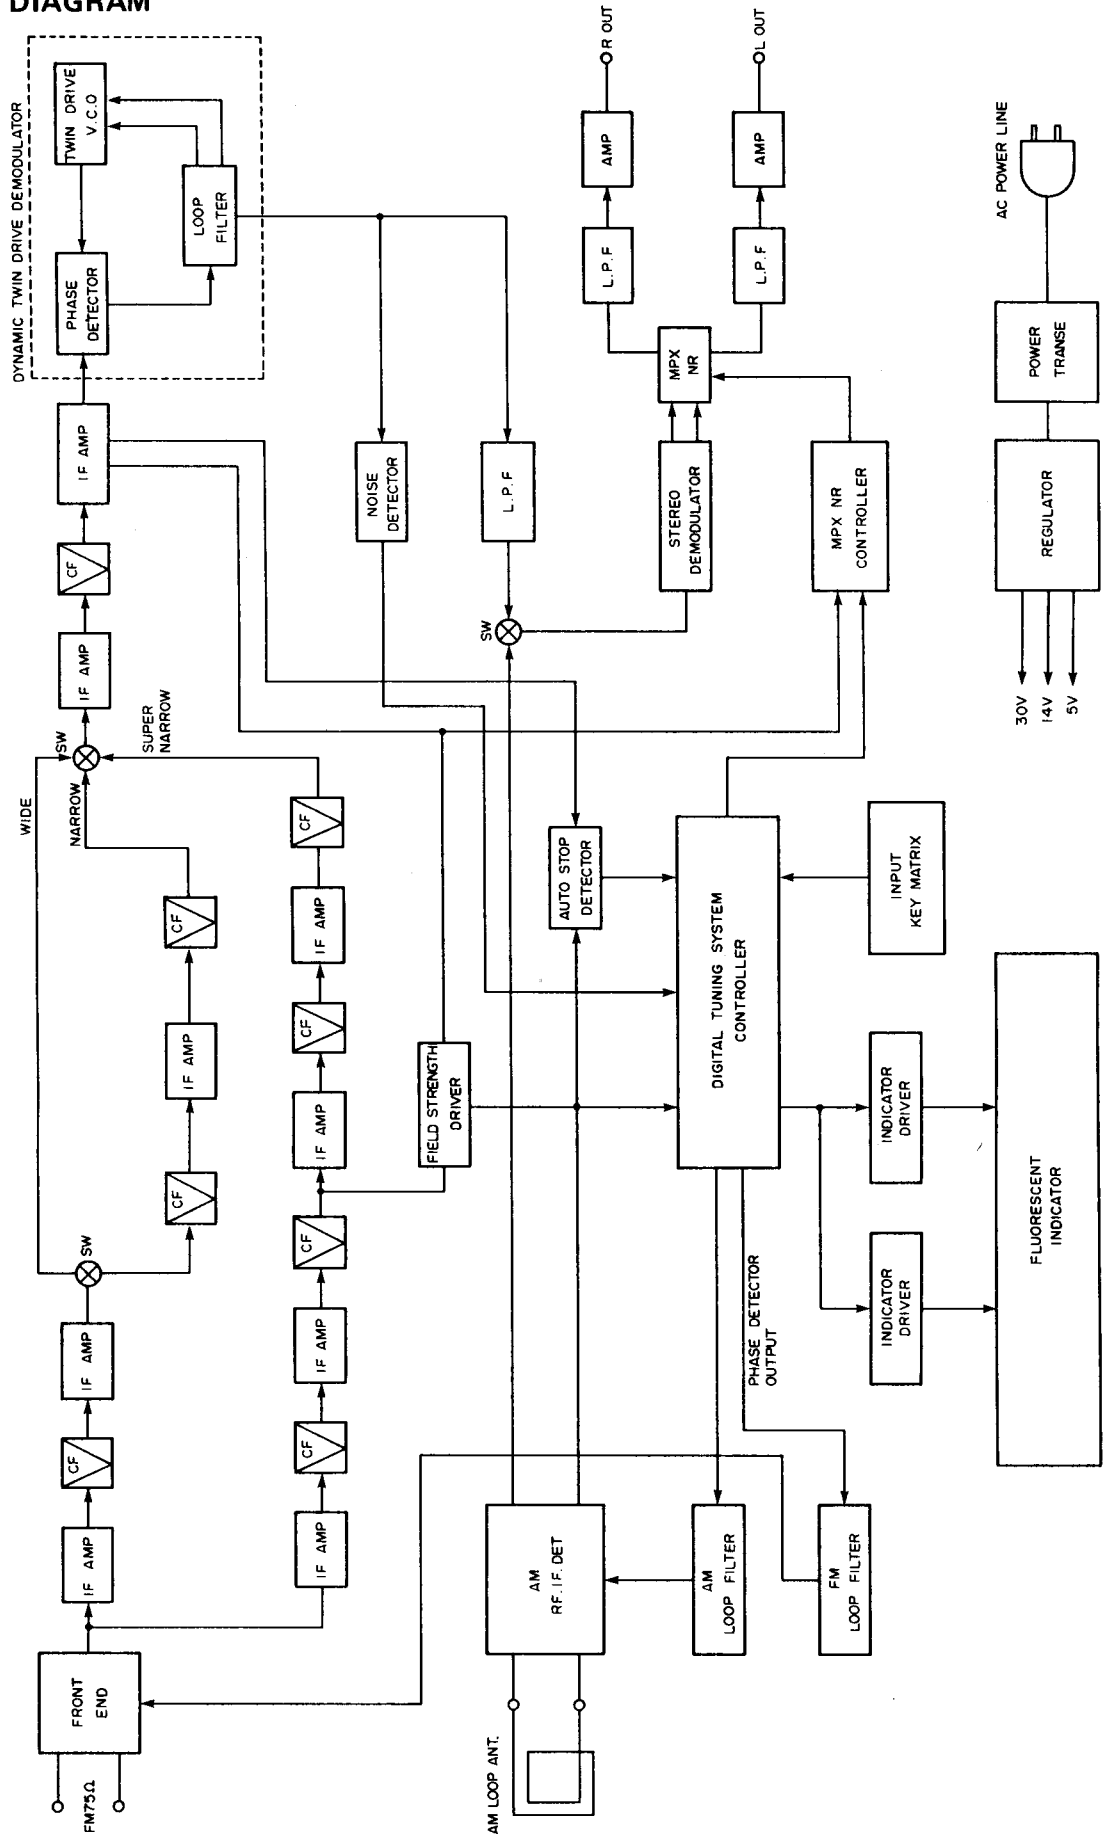 DIAGRAM
DYNAMIC TWIN DRIVE DEMODULATOR
TWIN DRIVE
V.C.O
PHASE
DETECTOR
LOOP
FILTER
IF AMP
CF
IF AMP
SW
WIDE
NARROW
SUPER
NARROW
CF
IF AMP
CF
SW
IF AMP
CF
IF AMP
FRONT
END
FM75Ω
CF
IF AMP
CF
IF AMP
CF
IF AMP
CF
IF AMP
NOISE
DETECTOR
L.P.F
SW
FIELD STRENGTH
DRIVER
AUTO STOP
DETECTOR
AM
RF.IF.DET
AM LOOP ANT.
R OUT
L OUT
AMP
AMP
L.P.F
L.P.F
MPX
NR
STEREO
DEMODULATOR
MPX NR
CONTROLLER
DIGITAL TUNING SYSTEM
CONTROLLER
INPUT
KEY MATRIX
PHASE DETECTOR
OUTPUT
INDICATOR
DRIVER
INDICATOR
DRIVER
AM
LOOP FILTER
FM
LOOP FILTER
FLUORESCENT
INDICATOR
AC POWER LINE
POWER
TRANSE
REGULATOR
30V
14V
5V